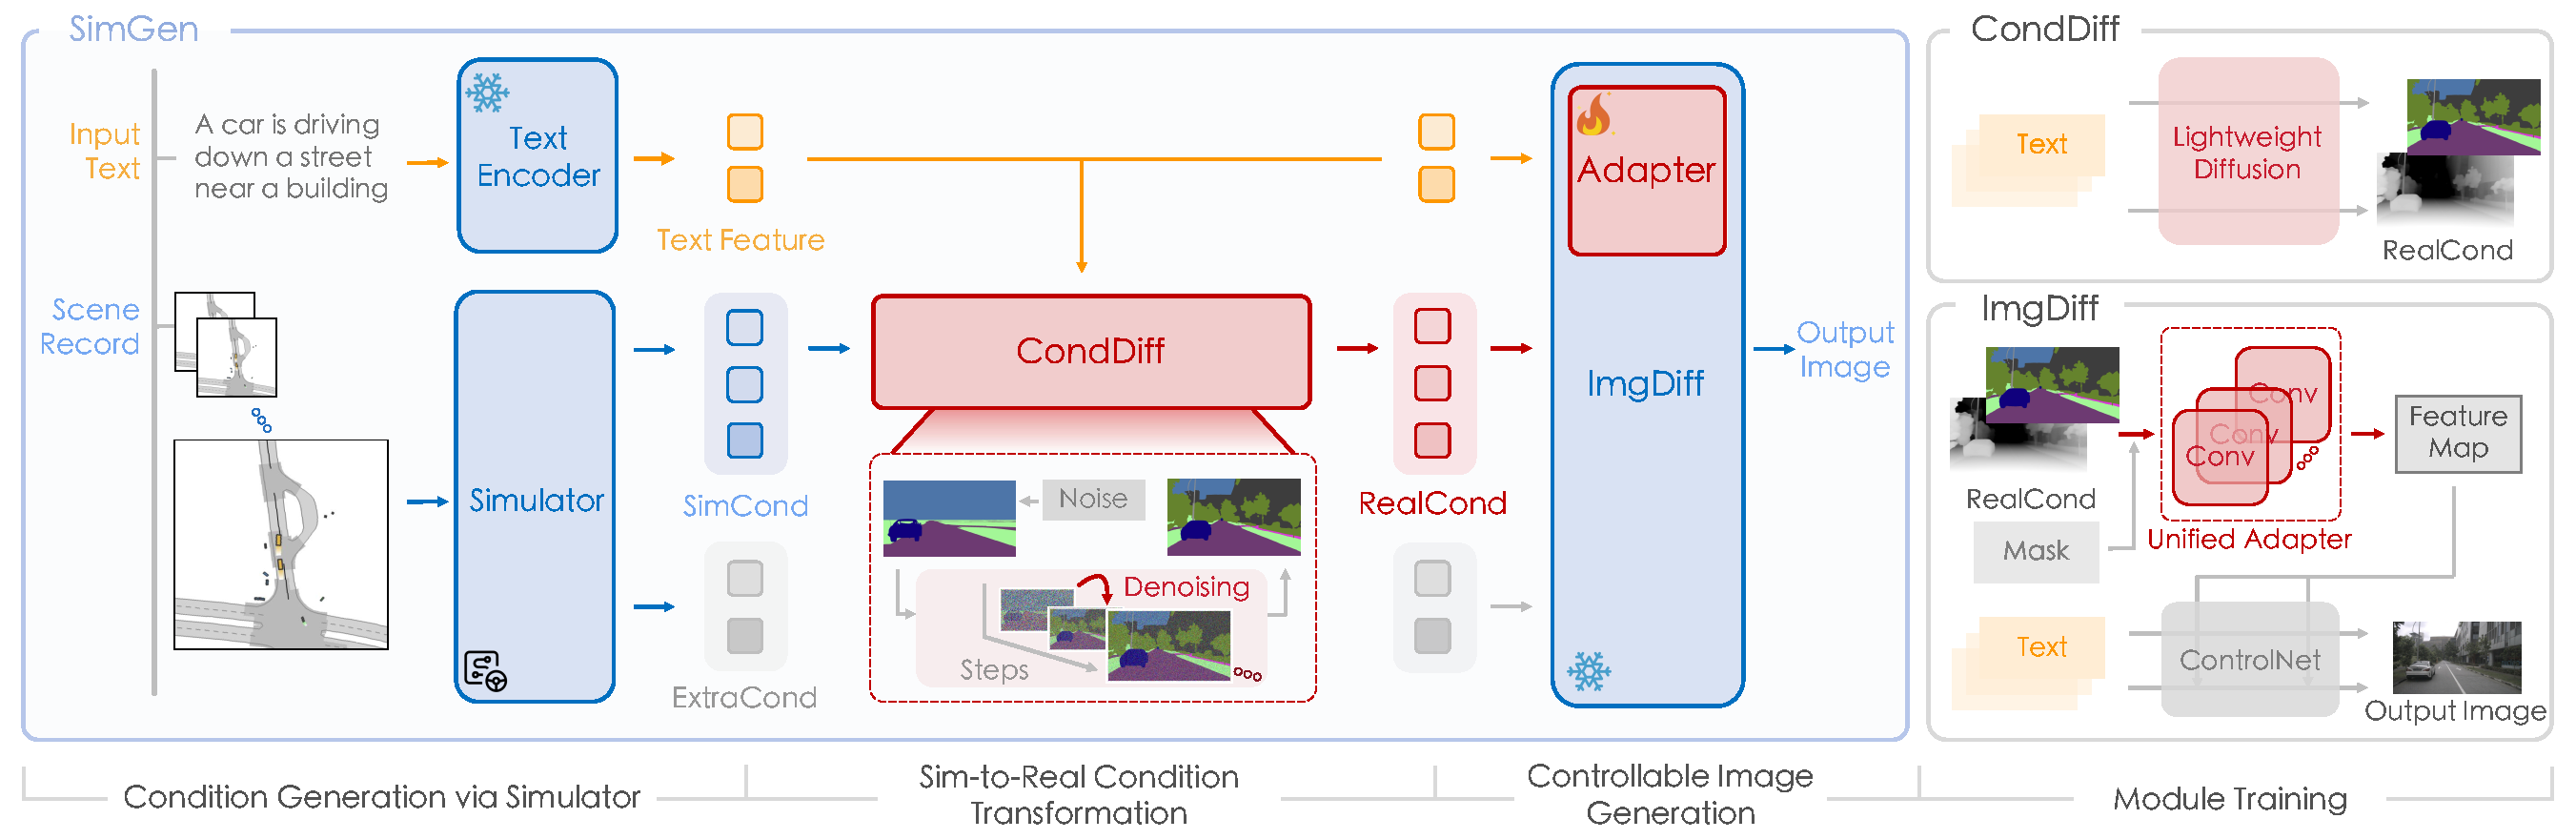 SimGen
Input
Text
A car is driving
down a street
near a building
Text
Encoder
Text Feature
Adapter
Scene
Record
Simulator
SimCond
ExtraCond
CondDiff
Noise
Denoising
Steps
RealCond
ImgDiff
Output
Image
CondDiff
Text
Lightweight
Diffusion
RealCond
ImgDiff
RealCond
Mask
Conv
Conv
Conv
Unified Adapter
Feature
Map
Text
ControlNet
Output Image
Condition Generation via Simulator
Sim-to-Real Condition
Transformation
Controllable Image
Generation
Module Training